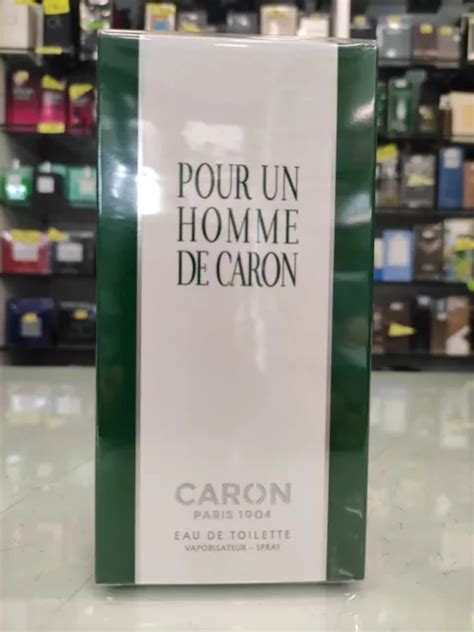 POUR UN
HOMME
DE CARON
CARON
PARIS 1904
EAU DE TOILETTE
VAPORISATEUR - SPRAY